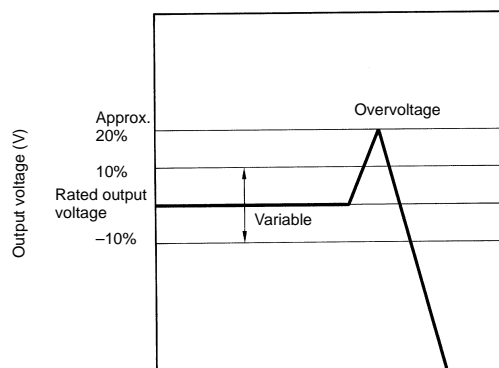 Output voltage (V)
Overvoltage
Approx.
20%
10%
Rated output
voltage
Variable
–10%